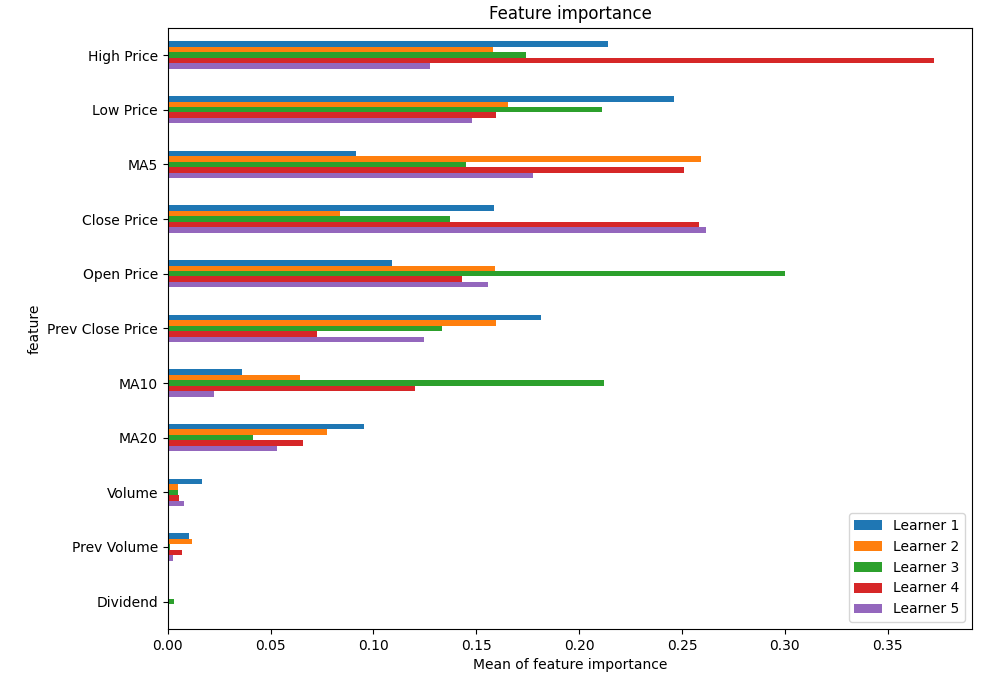 Feature importance
High Price
Low Price
MA5
Close Price
Open Price
Prev Close Price
MA10
MA20
Volume
Prev Volume
Dividend
feature
Learner 1
Learner 2
Learner 3
Learner 4
Learner 5
0.00 0.05 0.10 0.15 0.20 0.25 0.30 0.35
Mean of feature importance